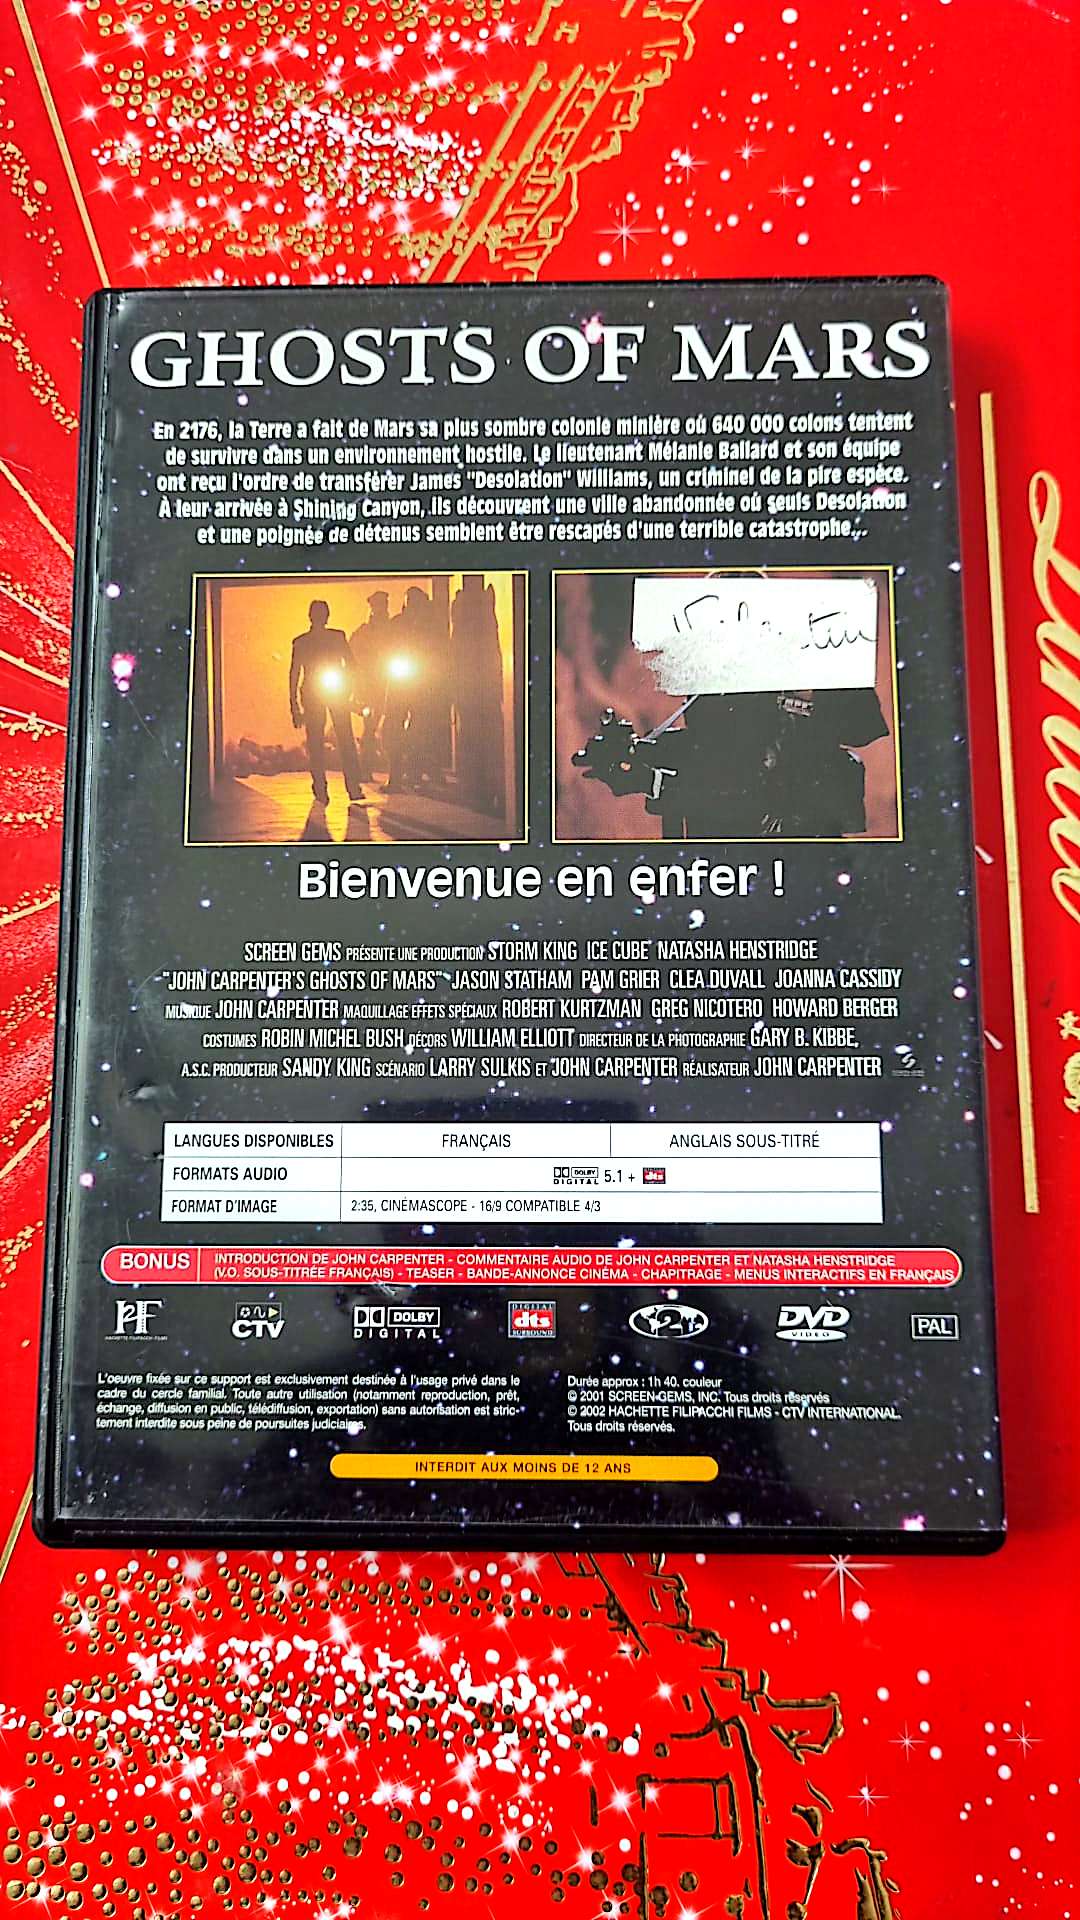 GHOSTS OF MARS
En 2176, la Terre a fait de Mars sa plus sombre colonie minière où 640 000 colons tentent
de survivre dans un environnement hostile. Le lieutenant Mélanie Ballard et son équipe
ont reçu l'ordre de transférer James "Desolation" Williams, un criminel de la pire espèce.
À leur arrivée à Shining Canyon, ils découvrent une ville abandonnée où seuls Desolation
et une poignée de détenus semblent être rescapés d'une terrible catastrophe...
Bienvenue en enfer !
SCREEN GEMS PRÉSENTE UNE PRODUCTION STORM KING ICE CUBE NATASHA HENSTRIDGE
"JOHN CARPENTER'S GHOSTS OF MARS" JASON STATHAM PAM GRIER CLEA DUVALL JOANNA CASSIDY
MUSIQUE JOHN CARPENTER MAQUILLAGE EFFETS SPÉCIAUX ROBERT KURTZMAN GREG NICOTERO HOWARD BERGER
COSTUMES ROBIN MICHEL BUSH DÉCORS WILLIAM ELLIOTT DIRECTEUR DE LA PHOTOGRAPHIE GARY B. KIBBE,
A.S.C. PRODUCTEUR SANDY KING SCÉNARIO LARRY SULKIS ET JOHN CARPENTER RÉALISATEUR JOHN CARPENTER
LANGUES DISPONIBLES FRANÇAIS ANGLAIS SOUS-TITRÉ
FORMATS AUDIO DOLBY DIGITAL 5.1 + dts
FORMAT D'IMAGE 2:35, CINÉMASCOPE - 16/9 COMPATIBLE 4/3
BONUS INTRODUCTION DE JOHN CARPENTER - COMMENTAIRE AUDIO DE JOHN CARPENTER ET NATASHA HENSTRIDGE
(V.O. SOUS-TITRÉE FRANÇAIS) - TEASER - BANDE-ANNONCE CINÉMA - CHAPITRAGE - MENUS INTERACTIFS EN FRANÇAIS
HF HACHETTE FILIPACCHI FILMS CTV DOLBY DIGITAL DIGITAL dts SURROUND 2 DVD VIDEO PAL
L'oeuvre fixée sur ce support est exclusivement destinée à l'usage privé dans le
cadre du cercle familial. Toute autre utilisation (notamment reproduction, prêt,
échange, diffusion en public, télédiffusion, exportation) sans autorisation est stric-
tement interdite sous peine de poursuites judiciaires.
Durée approx : 1h 40. couleur
© 2001 SCREEN GEMS, INC. Tous droits réservés
© 2002 HACHETTE FILIPACCHI FILMS - CTV INTERNATIONAL.
Tous droits réservés.
INTERDIT AUX MOINS DE 12 ANS